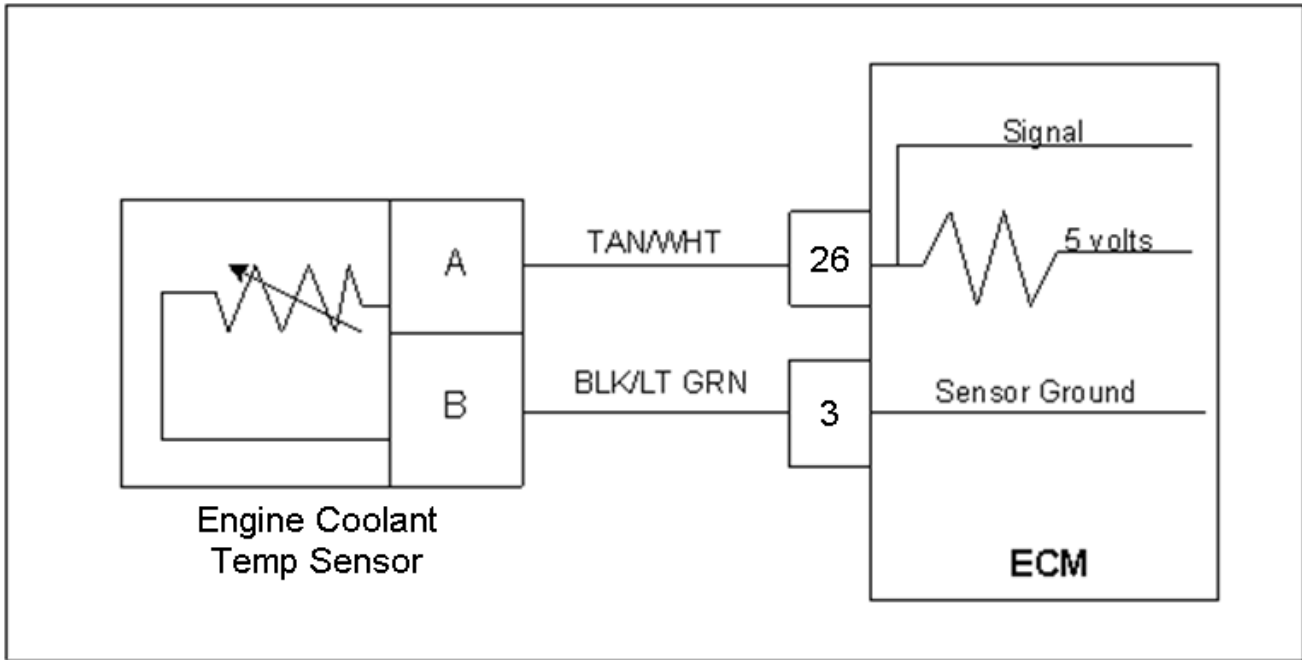 Signal
TAN/WHT
A
26
5 volts
BLK/LT GRN
B
3
Sensor Ground
Engine Coolant
Temp Sensor
ECM